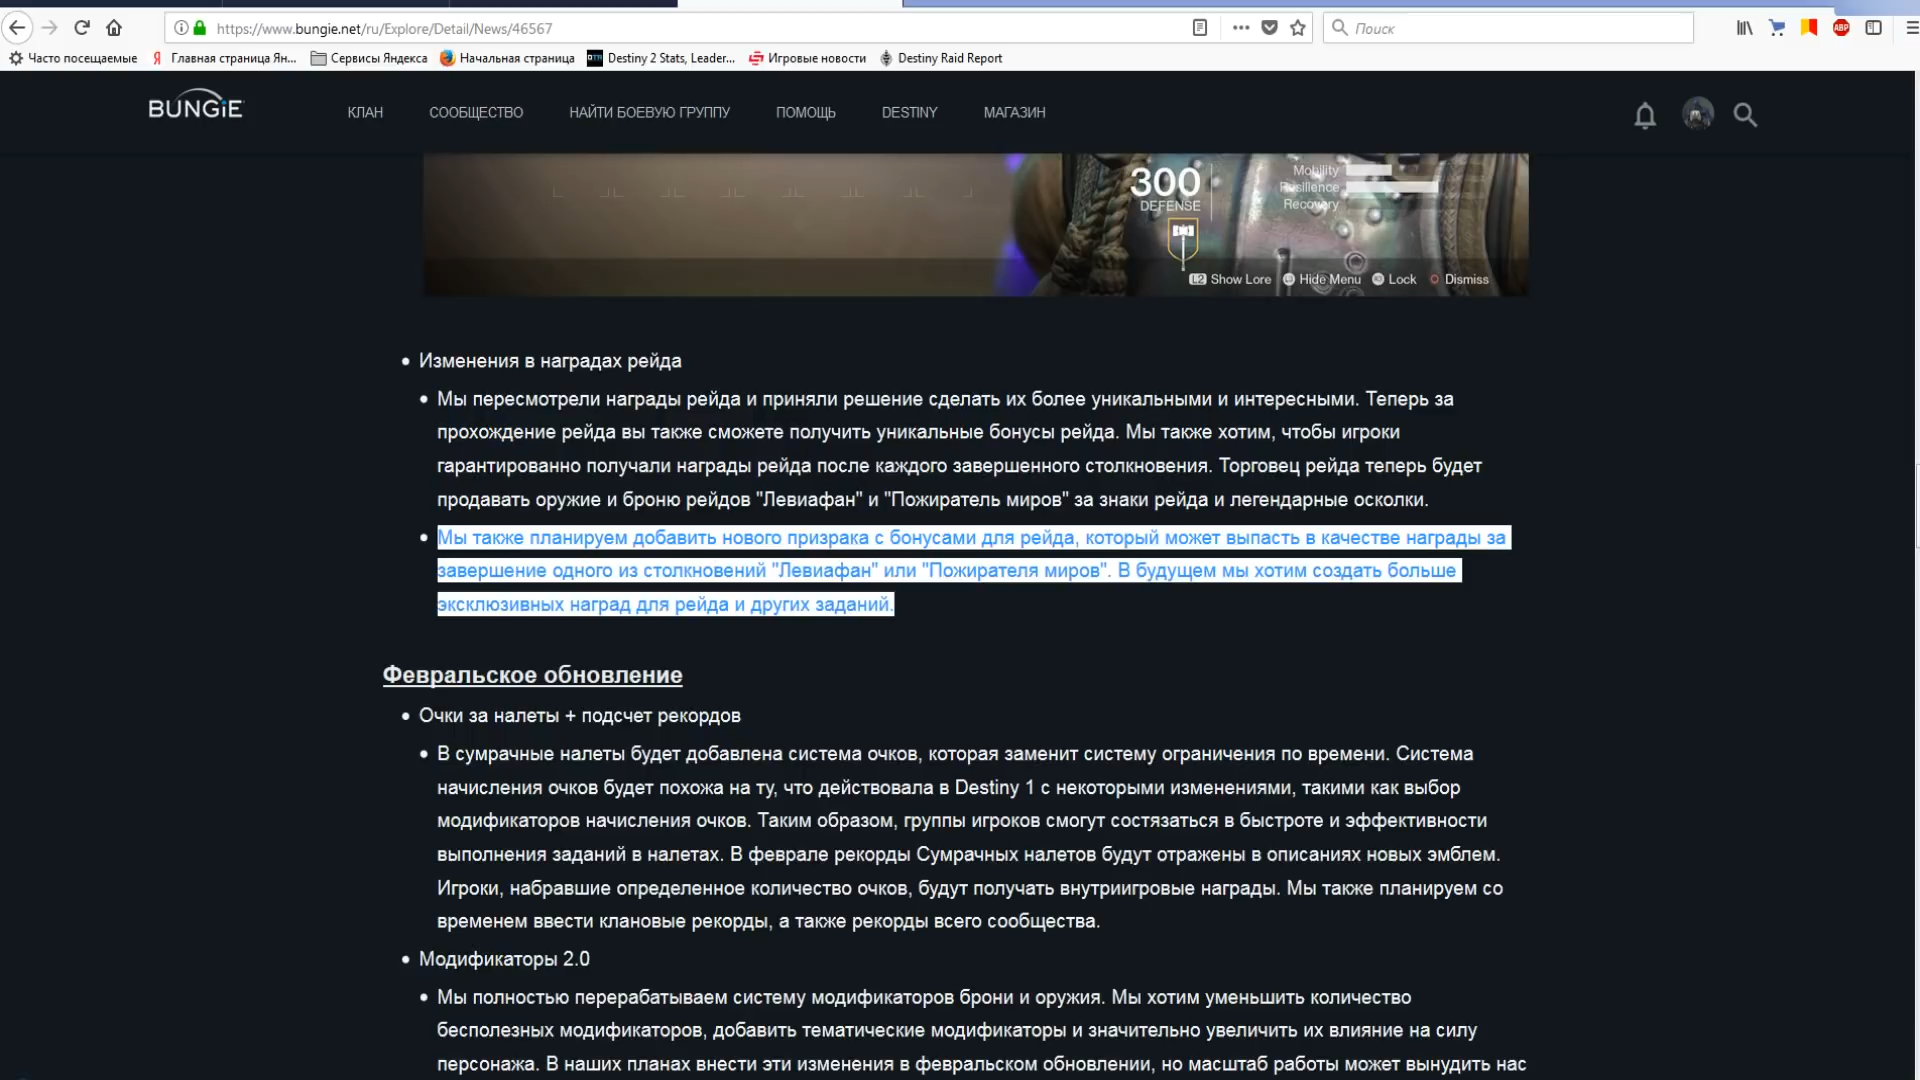 https://www.bungie.net/ru/Explore/Detail/News/46567
Поиск
ABP
Часто посещаемые
Я Главная страница Ян...
Сервисы Яндекса
Начальная страница
DTR Destiny 2 Stats, Leader...
Игровые новости
Destiny Raid Report
BUNGiE
КЛАН
СООБЩЕСТВО
НАЙТИ БОЕВУЮ ГРУППУ
ПОМОЩЬ
DESTINY
МАГАЗИН
300
DEFENSE
Mobility
Resilience
Recovery
L2 Show Lore
Hide Menu
Lock
Dismiss
Изменения в наградах рейда
Мы пересмотрели награды рейда и приняли решение сделать их более уникальными и интересными. Теперь за
прохождение рейда вы также сможете получить уникальные бонусы рейда. Мы также хотим, чтобы игроки
гарантированно получали награды рейда после каждого завершенного столкновения. Торговец рейда теперь будет
продавать оружие и броню рейдов "Левиафан" и "Пожиратель миров" за знаки рейда и легендарные осколки.
Мы также планируем добавить нового призрака с бонусами для рейда, который может выпасть в качестве награды за
завершение одного из столкновений "Левиафан" или "Пожирателя миров". В будущем мы хотим создать больше
эксклюзивных наград для рейда и других заданий.
Февральское обновление
Очки за налеты + подсчет рекордов
В сумрачные налеты будет добавлена система очков, которая заменит систему ограничения по времени. Система
начисления очков будет похожа на ту, что действовала в Destiny 1 с некоторыми изменениями, такими как выбор
модификаторов начисления очков. Таким образом, группы игроков смогут состязаться в быстроте и эффективности
выполнения заданий в налетах. В феврале рекорды Сумрачных налетов будут отражены в описаниях новых эмблем.
Игроки, набравшие определенное количество очков, будут получать внутриигровые награды. Мы также планируем со
временем ввести клановые рекорды, а также рекорды всего сообщества.
Модификаторы 2.0
Мы полностью перерабатываем систему модификаторов брони и оружия. Мы хотим уменьшить количество
бесполезных модификаторов, добавить тематические модификаторы и значительно увеличить их влияние на силу
персонажа. В наших планах внести эти изменения в февральском обновлении, но масштаб работы может вынудить нас